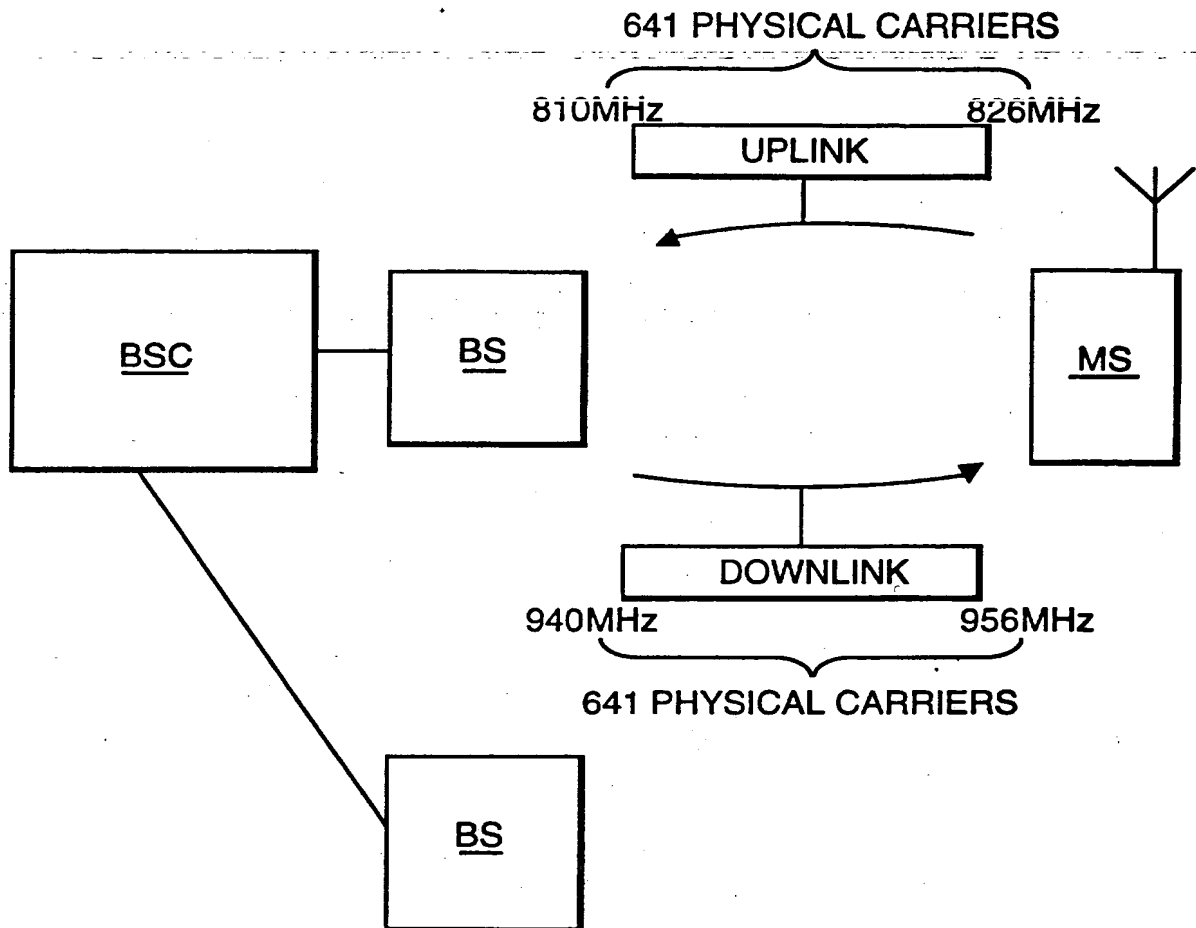 641 PHYSICAL CARRIERS
810MHz 826MHz
UPLINK
BSC
BS
MS
DOWNLINK
940MHz 956MHz
641 PHYSICAL CARRIERS
BS